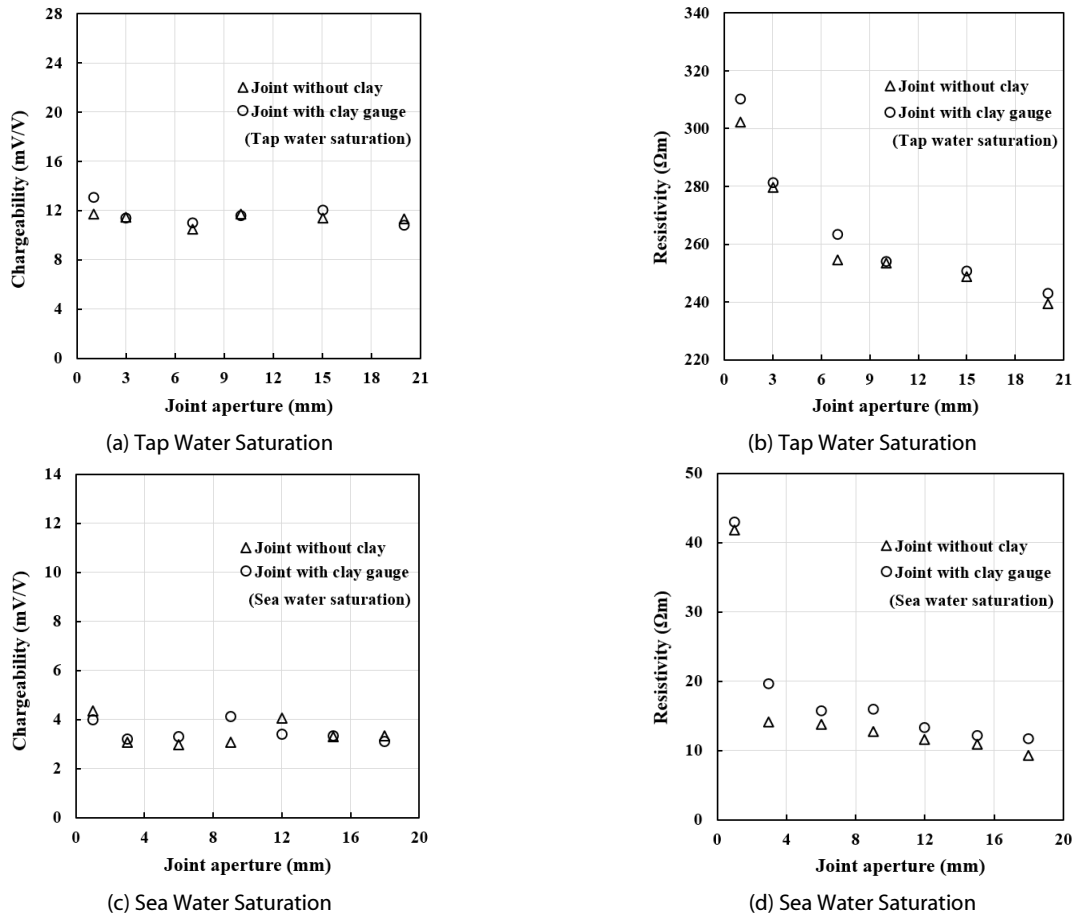 28
24
20
16
12
8
4
0
Chargeability (mV/V)
Joint without clay
Joint with clay gauge
(Tap water saturation)
0 3 6 9 12 15 18 21
Joint aperture (mm)
(a) Tap Water Saturation
340
320
300
280
260
240
220
Resistivity (Ωm)
Joint without clay
Joint with clay gauge
(Tap water saturation)
0 3 6 9 12 15 18 21
Joint aperture (mm)
(b) Tap Water Saturation
14
12
10
8
6
4
2
0
Chargeability (mV/V)
Joint without clay
Joint with clay gauge
(Sea water saturation)
0 4 8 12 16 20
Joint aperture (mm)
(c) Sea Water Saturation
50
40
30
20
10
0
Resistivity (Ωm)
Joint without clay
Joint with clay gauge
(Sea water saturation)
0 4 8 12 16 20
Joint aperture (mm)
(d) Sea Water Saturation